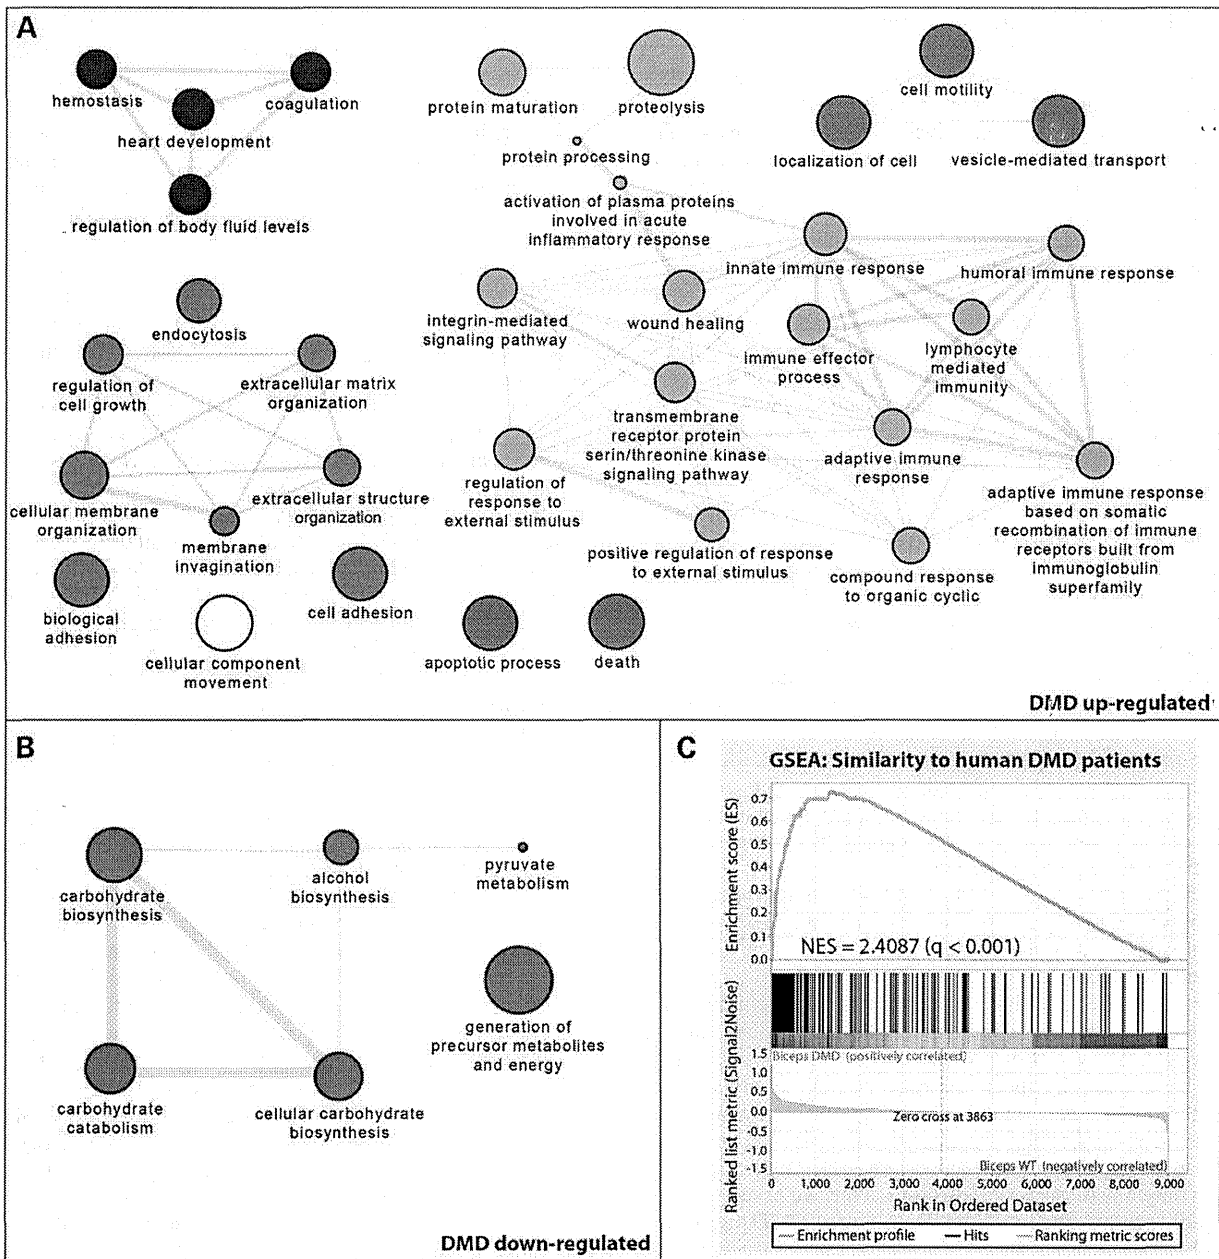 A
hemostasis
coagulation
heart development
regulation of body fluid levels
protein maturation
proteolysis
protein processing
activation of plasma proteins
involved in acute
inflammatory response
cell motility
localization of cell
vesicle-mediated transport
innate immune response
humoral immune response
integrin-mediated
signaling pathway
wound healing
immune effector
process
lymphocyte
mediated
immunity
endocytosis
regulation of
cell growth
extracellular matrix
organization
transmembrane
receptor protein
serin/threonine kinase
signaling pathway
adaptive immune
response
cellular membrane
organization
extracellular structure
organization
membrane
invagination
regulation of
response to
external stimulus
positive regulation of response
to external stimulus
compound response
to organic cyclic
adaptive immune response
based on somatic
recombination of immune
receptors built from
immunoglobulin
superfamily
biological
adhesion
cell adhesion
cellular component
movement
apoptotic process
death
DMD up-regulated
B
carbohydrate
biosynthesis
alcohol
biosynthesis
pyruvate
metabolism
generation of
precursor metabolites
and energy
carbohydrate
catabolism
cellular carbohydrate
biosynthesis
DMD down-regulated
C
GSEA: Similarity to human DMD patients
Enrichment score (ES)
0.7
0.6
0.5
0.4
0.3
0.2
0.1
0.0
NES = 2.4087 (q < 0.001)
Ranked list metric (Signal2Noise)
1.5
1.0
0.5
0.0
-0.5
-1.0
-1.5
Biceps DMD (positively correlated)
Zero cross at 3863
Biceps WT (negatively correlated)
0 1,000 2,000 3,000 4,000 5,000 6,000 7,000 8,000 9,000
Rank in Ordered Dataset
Enrichment profile Hits Ranking metric scores